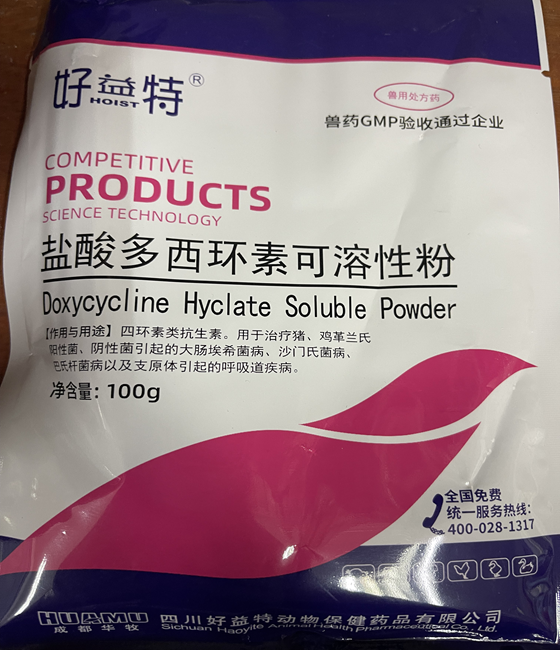 好益特®
HOIST
兽用处方药
兽药GMP验收通过企业
COMPETITIVE
PRODUCTS
SCIENCE TECHNOLOGY
盐酸多西环素可溶性粉
Doxycycline Hyclate Soluble Powder
【作用与用途】四环素类抗生素。用于治疗猪、鸡革兰氏
阳性菌、阴性菌引起的大肠埃希菌病、沙门氏菌病、
巴氏杆菌病以及支原体引起的呼吸道疾病。
净含量：100g
全国免费
统一服务热线：
400-028-1317
HUAMU
成都华牧
四川好益特动物保健药品有限公司
Sichuan Haoyite Animal Health Pharmaceutical Co., Ltd.